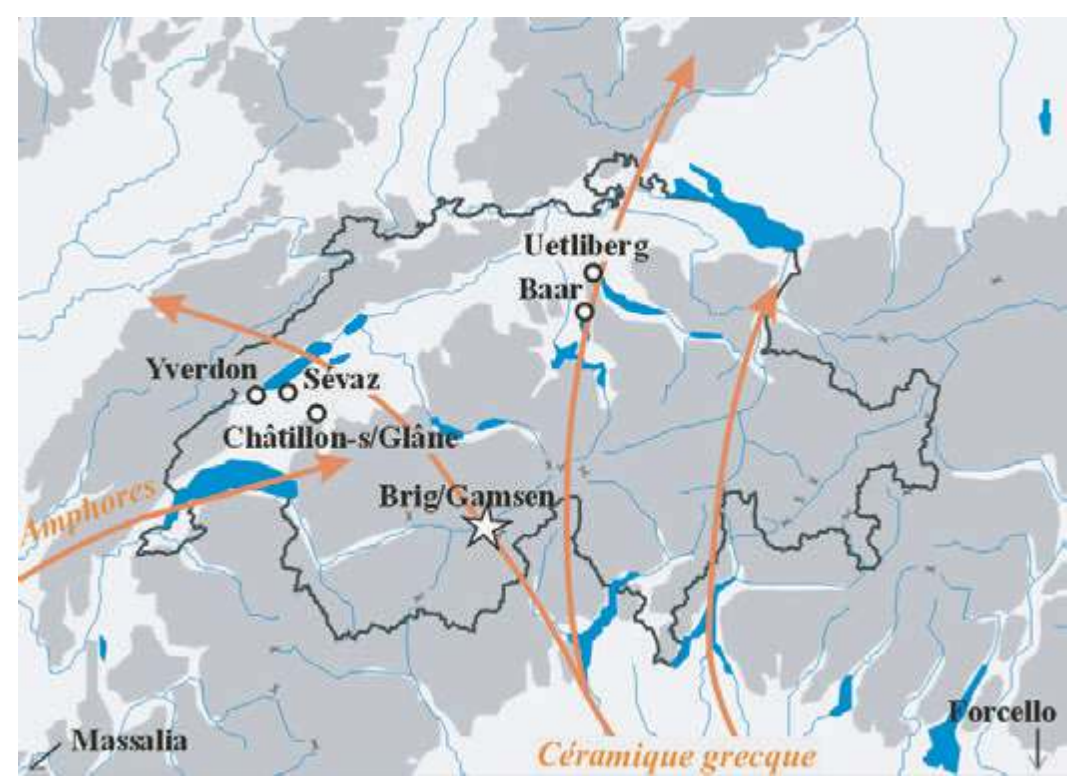 Uetliberg
Baar
Yverdon
Sévaz
Châtillon-s/Glâne
Amphores
Brig/Gamsen
Forcello
Massalia
Céramique grecque